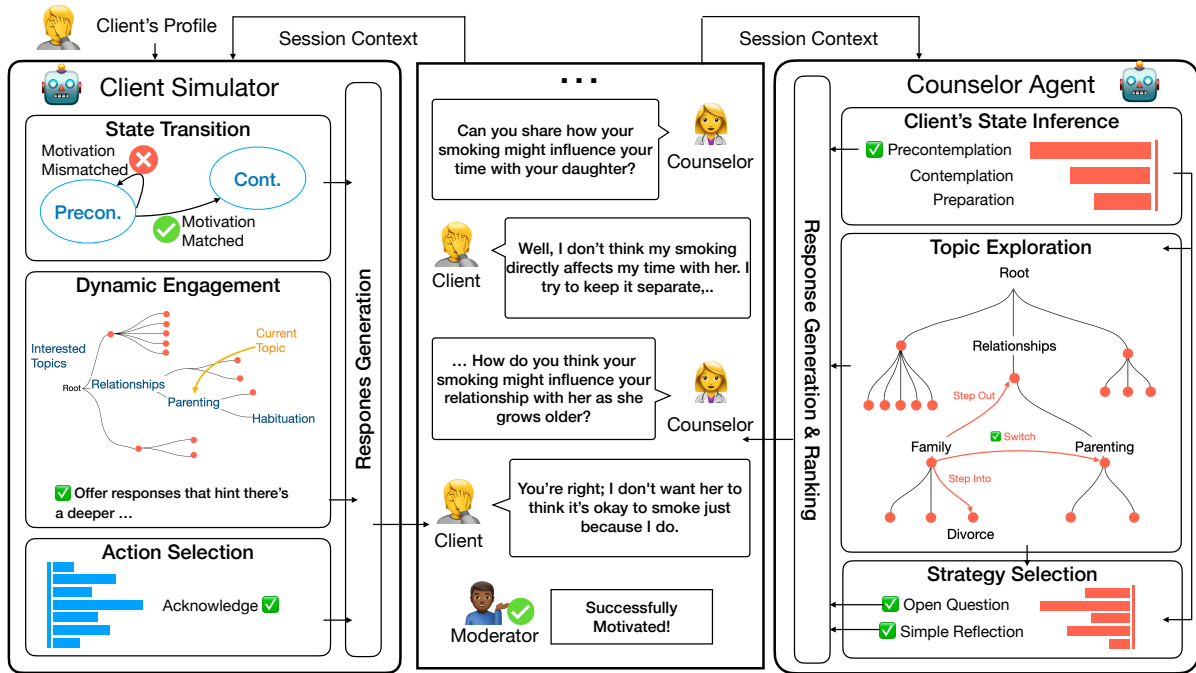 Client's Profile
Session Context
Session Context
Client Simulator
State Transition
Motivation
Mismatched
Cont.
Precon.
Motivation
Matched
Dynamic Engagement
Current
Topic
Interested
Topics
Root
Relationships
Parenting
Habituation
✅ Offer responses that hint there's
a deeper ...
Action Selection
Acknowledge ✅
Respones Generation
...
Can you share how your
smoking might influence your
time with your daughter?
Counselor
Well, I don't think my smoking
directly affects my time with her. I
try to keep it separate,..
Client
... How do you think your
smoking might influence your
relationship with her as she
grows older?
Counselor
You're right; I don't want her to
think it's okay to smoke just
because I do.
Client
Moderator
Successfully
Motivated!
Response Generation & Ranking
Counselor Agent
Client's State Inference
✅ Precontemplation
Contemplation
Preparation
Topic Exploration
Root
Relationships
Step Out
✅ Switch
Family
Parenting
Step Into
Divorce
Strategy Selection
✅ Open Question
✅ Simple Reflection